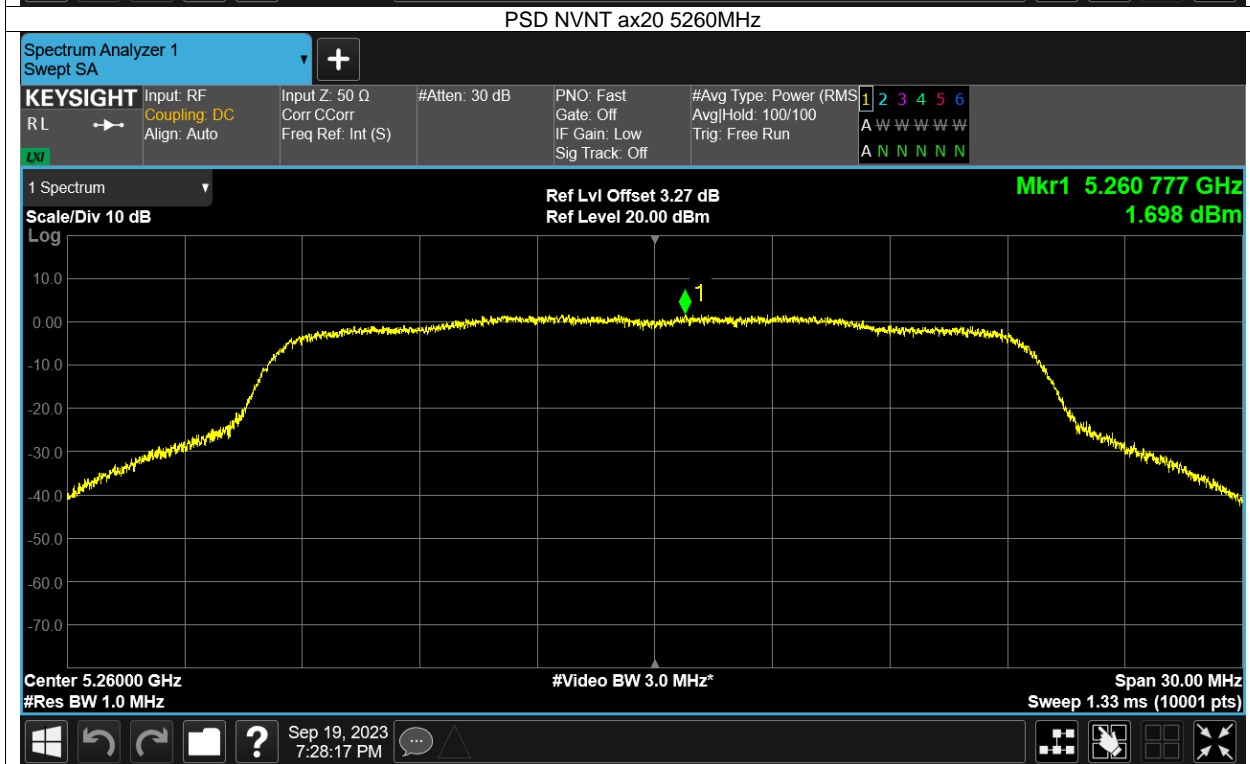 PSD NVNT ax20 5260MHz
Spectrum Analyzer 1
Swept SA
+
KEYSIGHT
RL
LXI
Input: RF
Coupling: DC
Align: Auto
Input Z: 50 Ω
Corr CCorr
Freq Ref: Int (S)
#Atten: 30 dB
PNO: Fast
Gate: Off
IF Gain: Low
Sig Track: Off
#Avg Type: Power (RMS
Avg|Hold: 100/100
Trig: Free Run
1 2 3 4 5 6
A W W W W W
A N N N N N
1 Spectrum
Scale/Div 10 dB
Log
Ref Lvl Offset 3.27 dB
Ref Level 20.00 dBm
Mkr1 5.260 777 GHz
1.698 dBm
1
10.0
0.00
-10.0
-20.0
-30.0
-40.0
-50.0
-60.0
-70.0
Center 5.26000 GHz
#Res BW 1.0 MHz
#Video BW 3.0 MHz*
Span 30.00 MHz
Sweep 1.33 ms (10001 pts)
?
Sep 19, 2023
7:28:17 PM